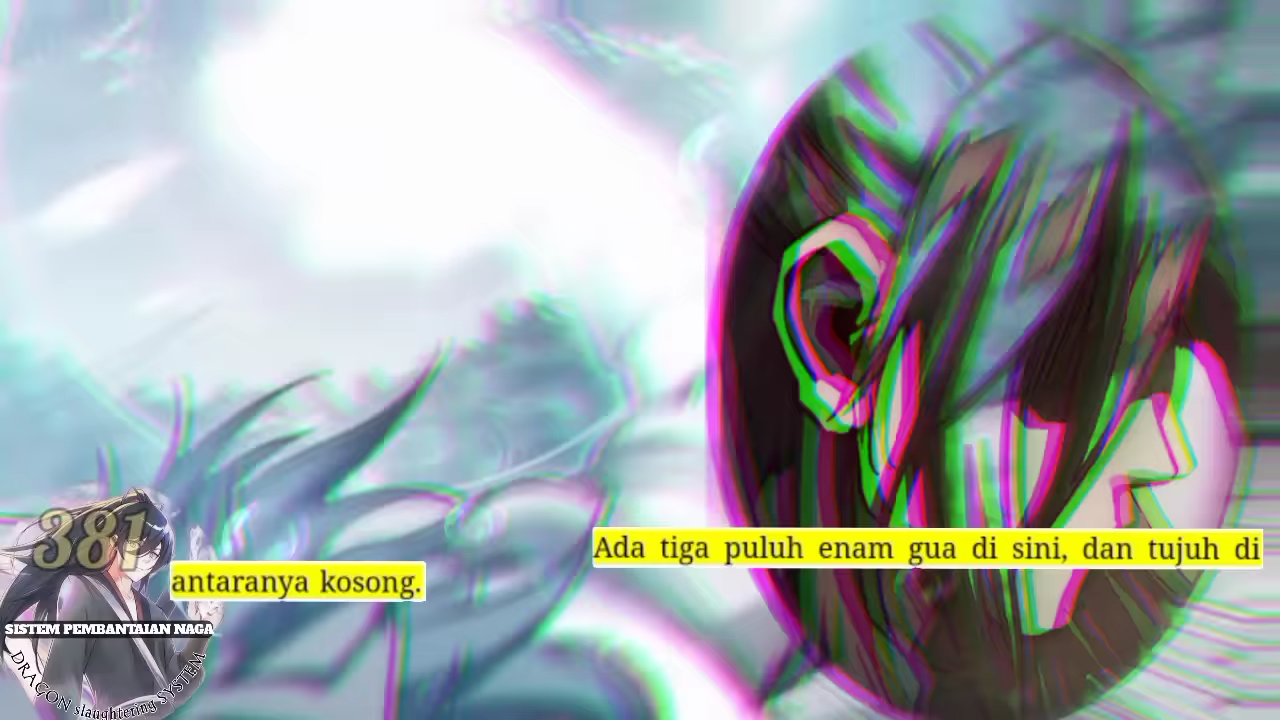 Ada tiga puluh enam gua di sini, dan tujuh di
antaranya kosong.
381
SISTEM PEMBANTAIAN NAGA
DRAGON slaughtering SYSTEM